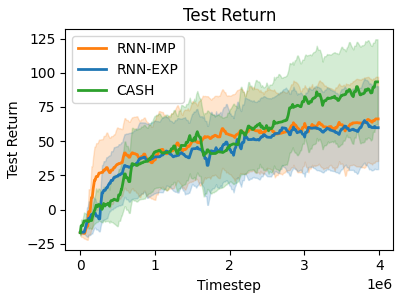 Test Return
125
100
75
50
25
0
−25
Test Return
RNN-IMP
RNN-EXP
CASH
0
1
2
3
4
1e6
Timestep